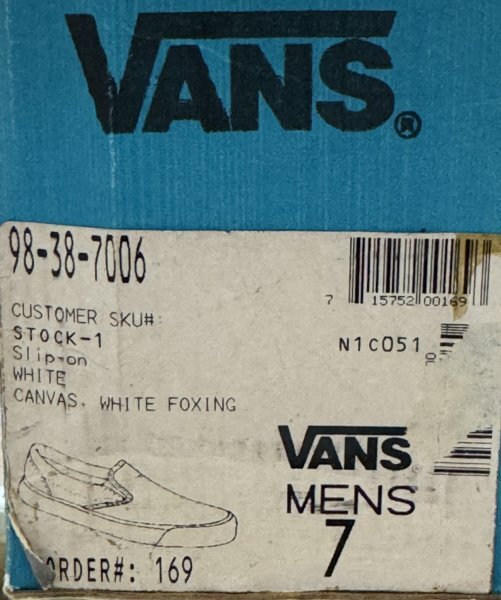 VANS®
98-38-7006
7 15752 00169
CUSTOMER SKU#:
STOCK-1
N1C051
Slip-on
WHITE
CANVAS. WHITE FOXING
VANS
MENS
7
ORDER#: 169